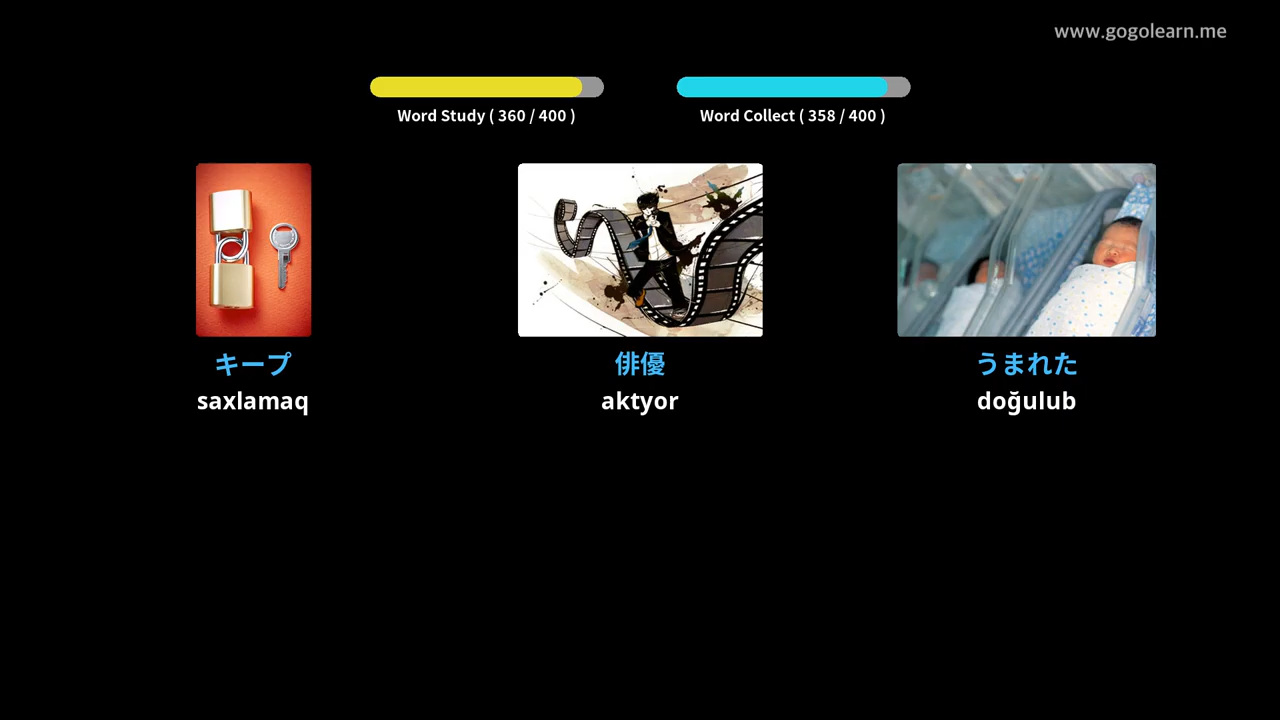 www.gogolearn.me
Word Study ( 360 / 400 )
Word Collect ( 358 / 400 )
キープ
俳優
うまれた
saxlamaq
aktyor
doğulub